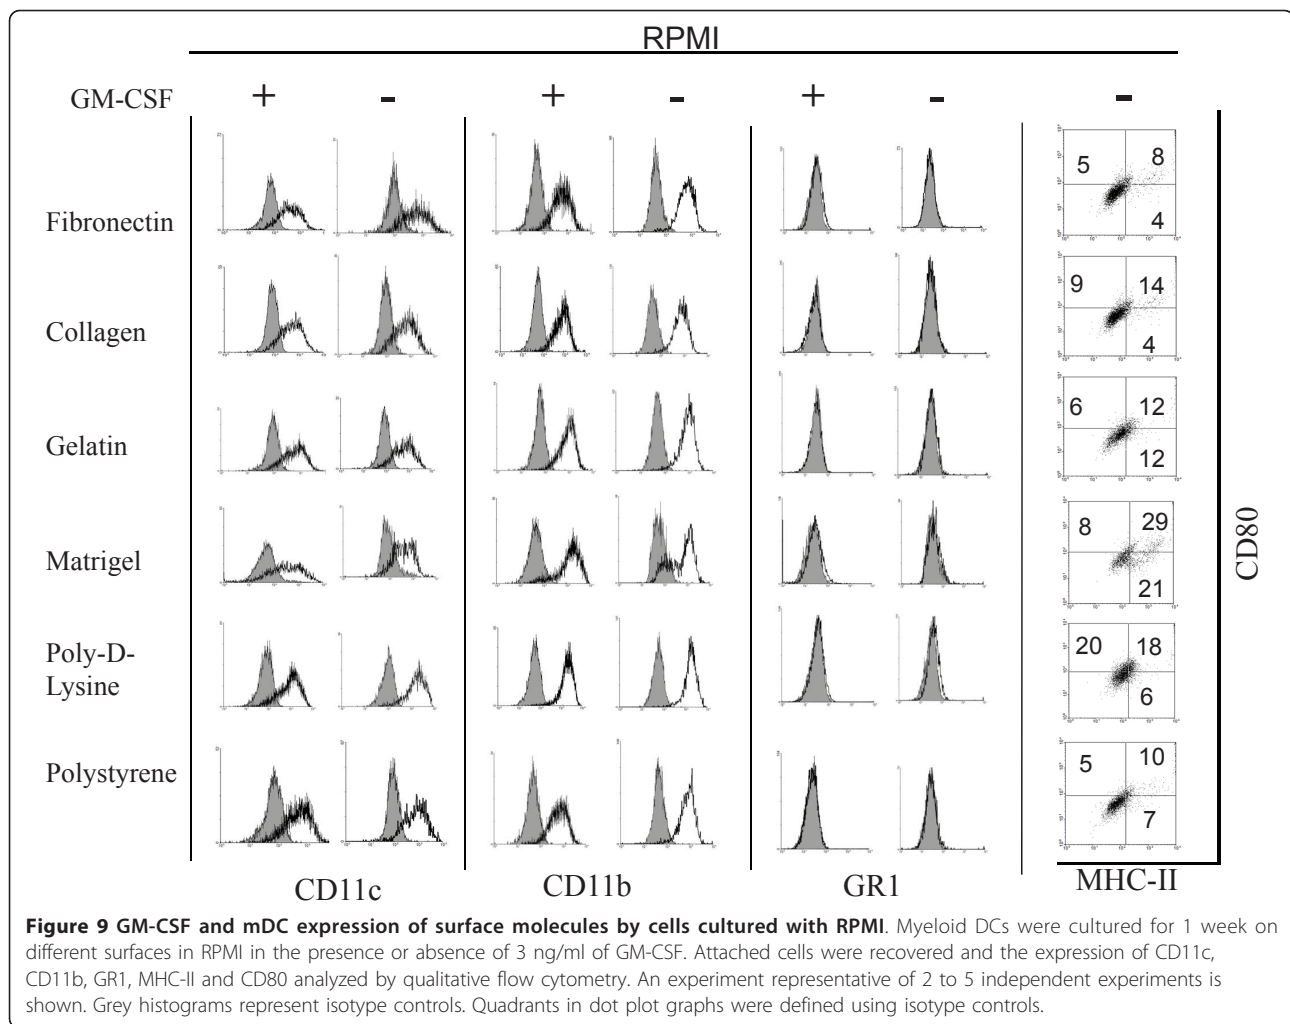 RPMI
GM-CSF + - + - + - -
Fibronectin
5 8
4
Collagen
9 14
4
Gelatin
6 12
12
Matrigel
8 29
21
Poly-D-
Lysine
20 18
6
Polystyrene
5 10
7
CD80
CD11c CD11b GR1 MHC-II
Figure 9 GM-CSF and mDC expression of surface molecules by cells cultured with RPMI. Myeloid DCs were cultured for 1 week on
different surfaces in RPMI in the presence or absence of 3 ng/ml of GM-CSF. Attached cells were recovered and the expression of CD11c,
CD11b, GR1, MHC-II and CD80 analyzed by qualitative flow cytometry. An experiment representative of 2 to 5 independent experiments is
shown. Grey histograms represent isotype controls. Quadrants in dot plot graphs were defined using isotype controls.